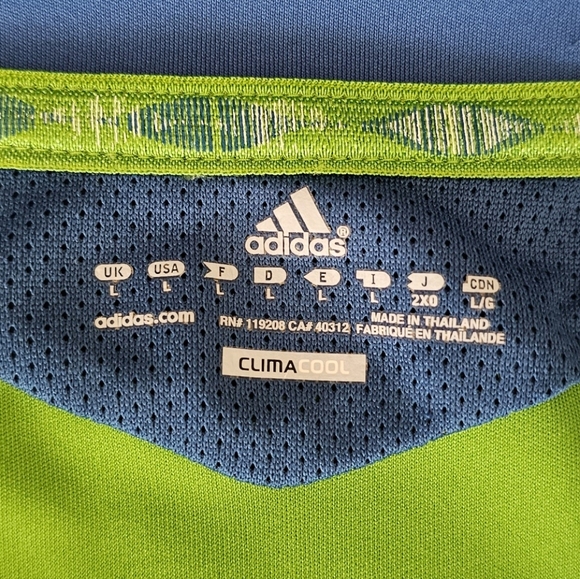 adidas®
UK USA F D E I J CDN
L L L L L L 2XO L/G
adidas.com RN# 119208 CA# 40312 MADE IN THAILAND
FABRIQUÉ EN THAÏLANDE
CLIMACOOL